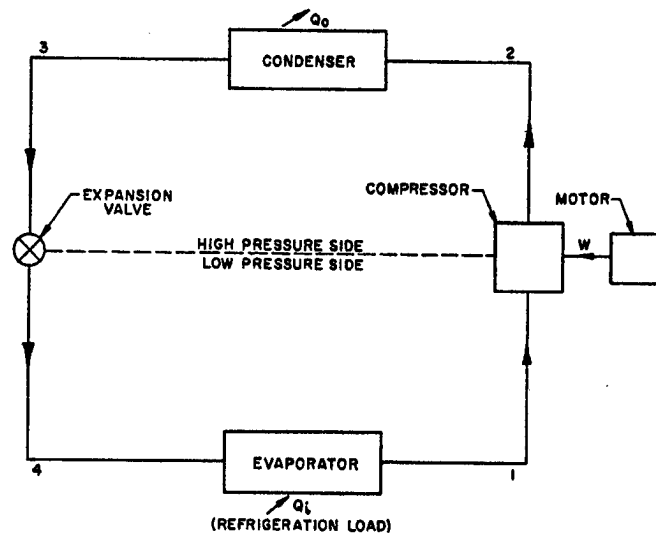 Qo
3
CONDENSER
2
EXPANSION
VALVE
COMPRESSOR
MOTOR
HIGH PRESSURE SIDE
LOW PRESSURE SIDE
W
4
EVAPORATOR
1
Qi
(REFRIGERATION LOAD)